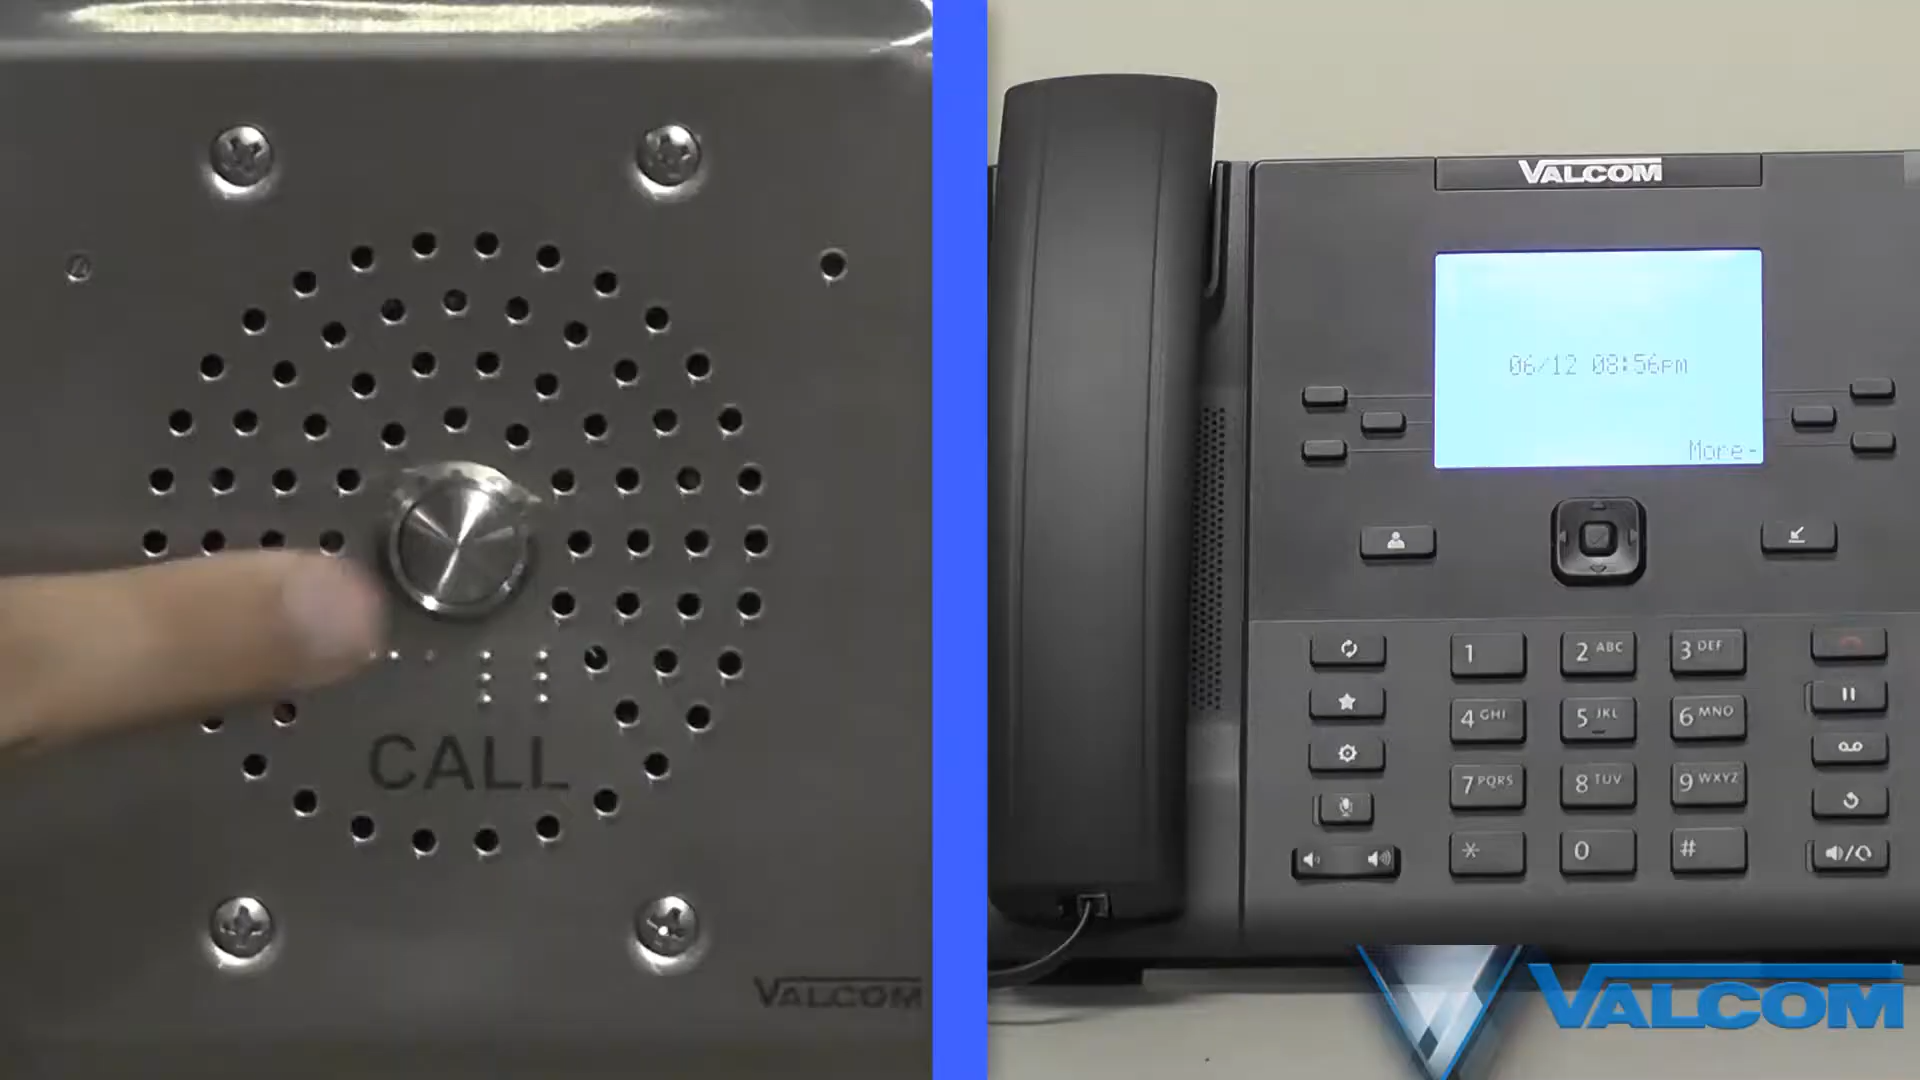 CALL
VALCOM
VALCOM
06/12 08:56pm
More-
1
2 ABC
3 DEF
4 GHI
5 JKL
6 MNO
7 PQRS
8 TUV
9 WXYZ
*
0
#
VALCOM